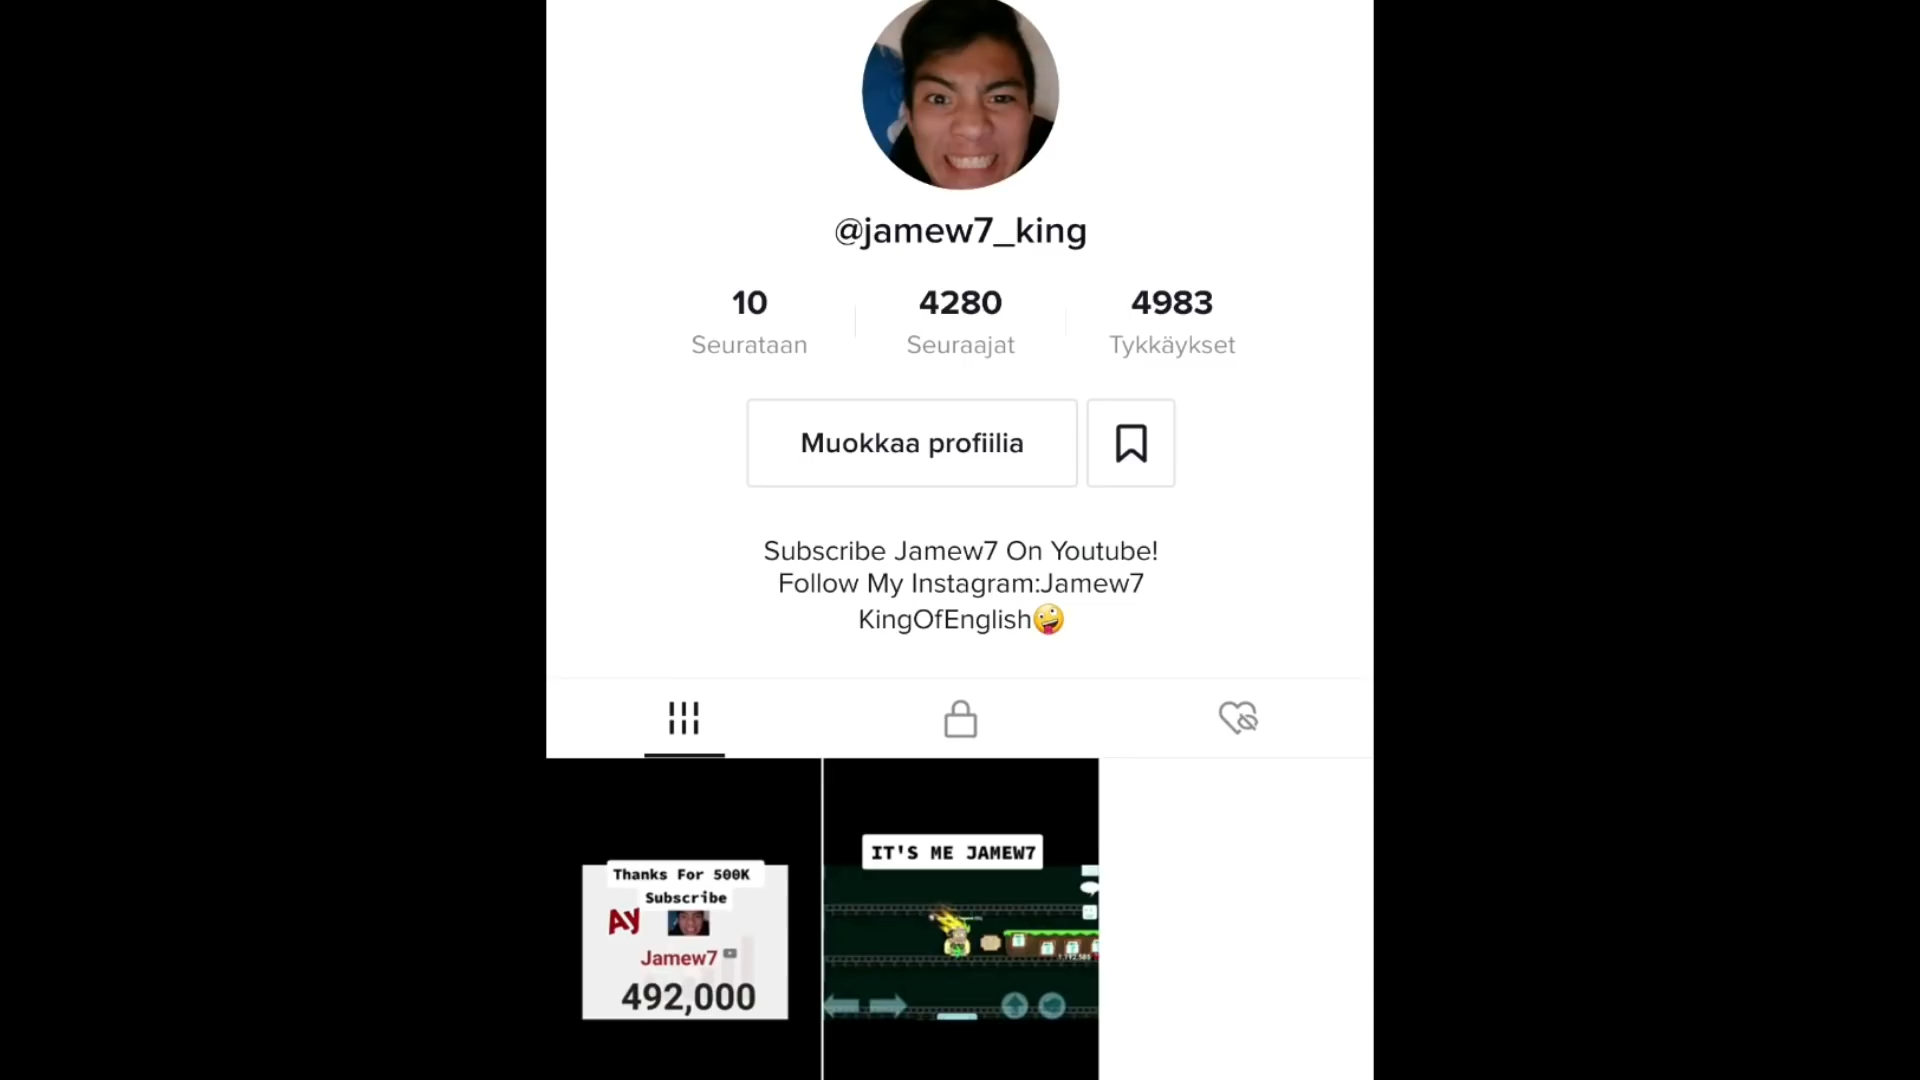 @jamew7_king
10 4280 4983
Seurataan Seuraajat Tykkäykset
Muokkaa profiilia
Subscribe Jamew7 On Youtube!
Follow My Instagram:Jamew7
KingOfEnglish🤪
Thanks For 500K
Subscribe
Ay
Jamew7
492,000
IT'S ME JAMEW7